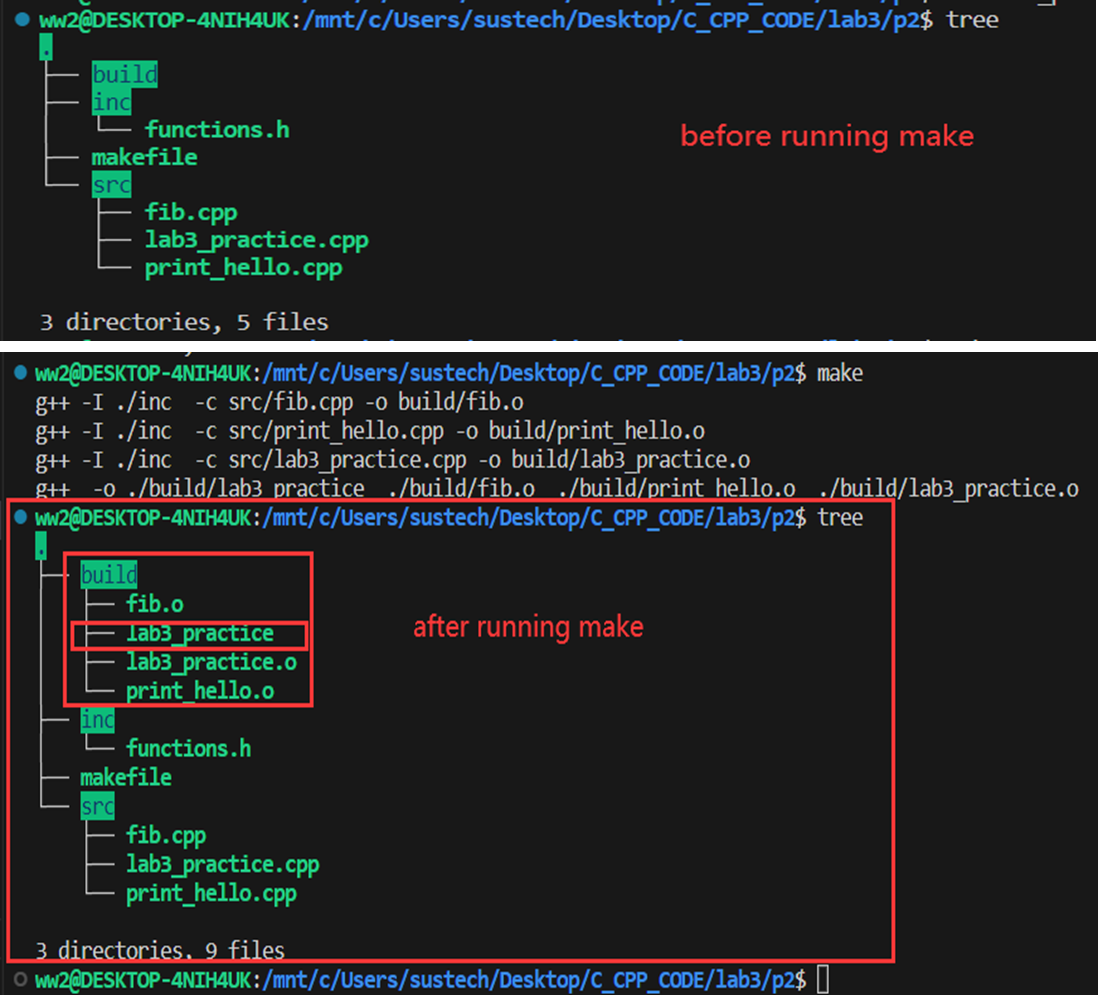 ww2@DESKTOP-4NIH4UK:/mnt/c/Users/sustech/Desktop/C_CPP_CODE/lab3/p2$ tree
.
├── build
├── inc
│   └── functions.h
├── makefile
└── src
    ├── fib.cpp
    ├── lab3_practice.cpp
    └── print_hello.cpp
before running make
3 directories, 5 files
ww2@DESKTOP-4NIH4UK:/mnt/c/Users/sustech/Desktop/C_CPP_CODE/lab3/p2$ make
g++ -I ./inc  -c src/fib.cpp -o build/fib.o
g++ -I ./inc  -c src/print_hello.cpp -o build/print_hello.o
g++ -I ./inc  -c src/lab3_practice.cpp -o build/lab3_practice.o
g++  -o ./build/lab3_practice  ./build/fib.o  ./build/print_hello.o  ./build/lab3_practice.o
ww2@DESKTOP-4NIH4UK:/mnt/c/Users/sustech/Desktop/C_CPP_CODE/lab3/p2$ tree
.
├── build
│   ├── fib.o
│   ├── lab3_practice
│   ├── lab3_practice.o
│   └── print_hello.o
├── inc
│   └── functions.h
├── makefile
└── src
    ├── fib.cpp
    ├── lab3_practice.cpp
    └── print_hello.cpp
after running make
3 directories, 9 files
ww2@DESKTOP-4NIH4UK:/mnt/c/Users/sustech/Desktop/C_CPP_CODE/lab3/p2$